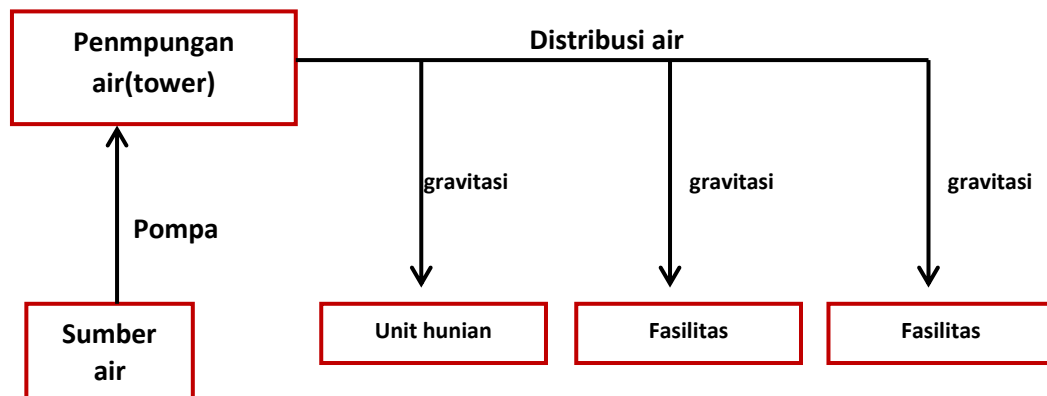 Penmpungan
air(tower)
Distribusi air
gravitasi
gravitasi
gravitasi
Pompa
Sumber
air
Unit hunian
Fasilitas
Fasilitas